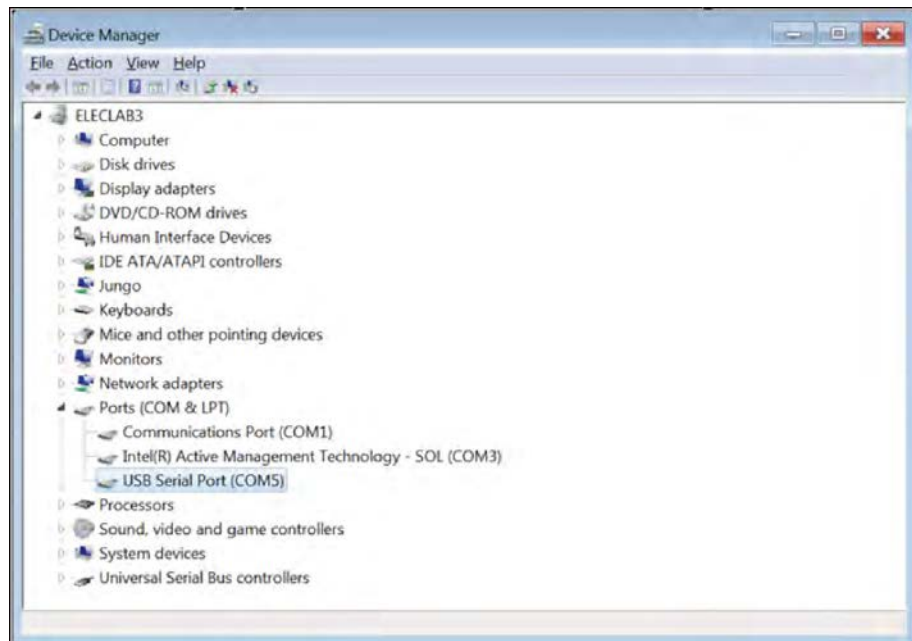 Device Manager
File Action View Help
ELECLAB3
Computer
Disk drives
Display adapters
DVD/CD-ROM drives
Human Interface Devices
IDE ATA/ATAPI controllers
Jungo
Keyboards
Mice and other pointing devices
Monitors
Network adapters
Ports (COM & LPT)
Communications Port (COM1)
Intel(R) Active Management Technology - SOL (COM3)
USB Serial Port (COM5)
Processors
Sound, video and game controllers
System devices
Universal Serial Bus controllers